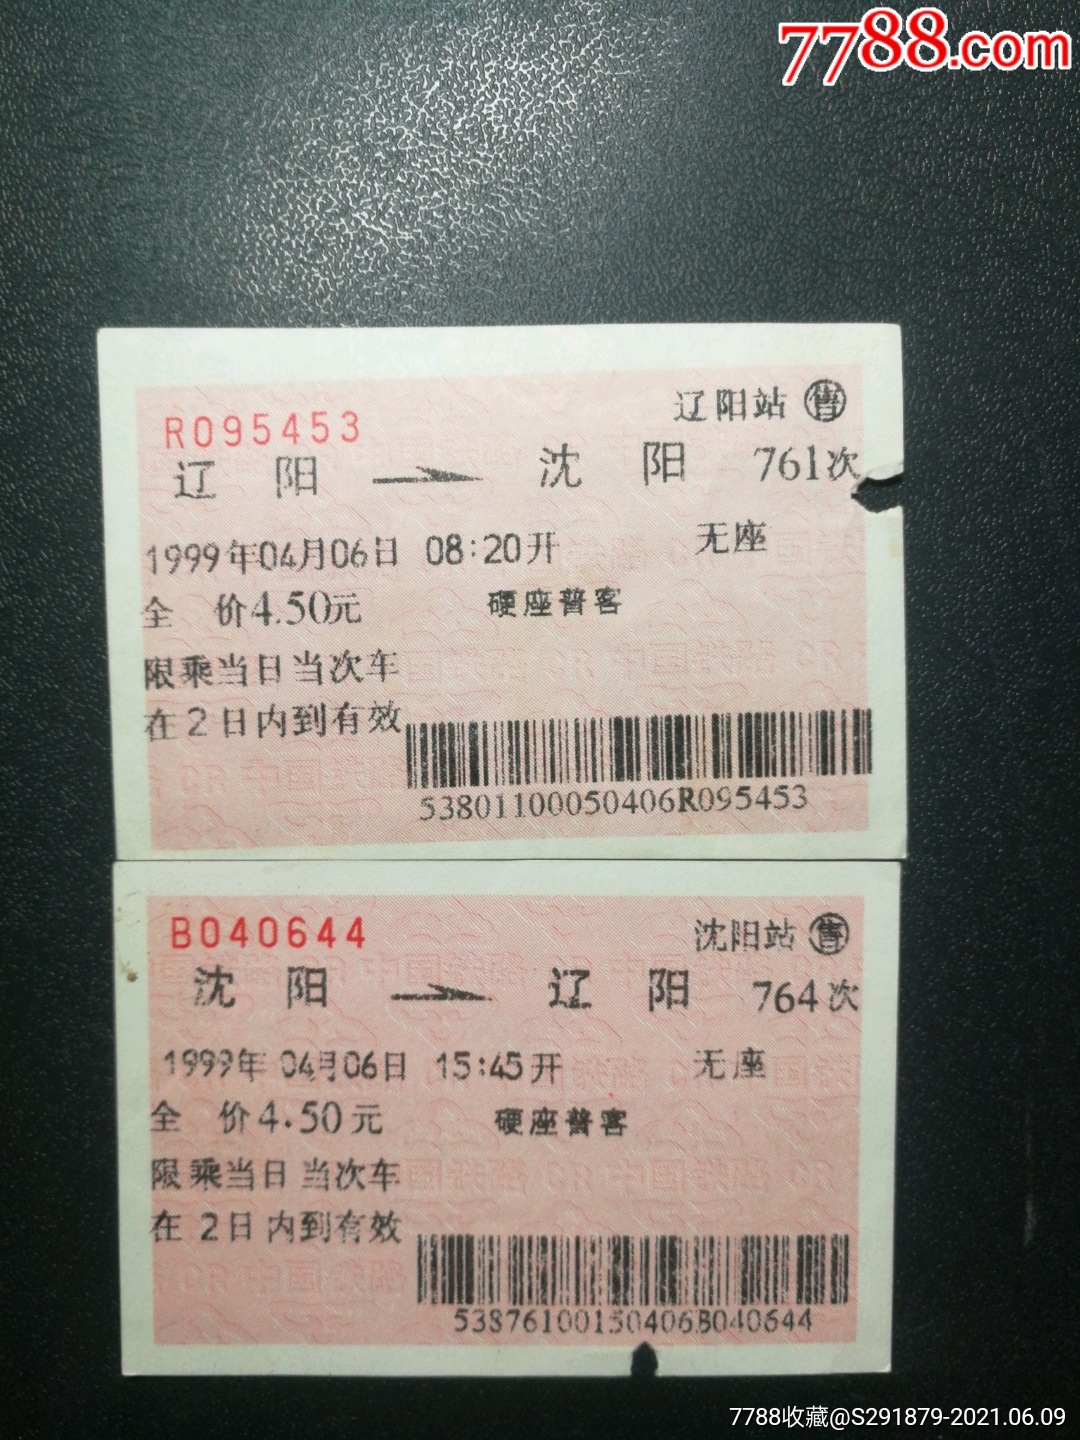 7788.com
R095453
辽阳站 售
辽 阳 沈 阳 761次
1999年04月06日 08:20开 无座
全 价4.50元 硬座普客
限乘当日当次车
在2日内到有效
53801100050406R095453
B040644
沈阳站 售
沈 阳 辽 阳 764次
1999年04月06日 15:45开 无座
全 价4.50元 硬座普客
限乘当日当次车
在2日内到有效
53876100150406B040644
7788收藏@S291879-2021.06.09